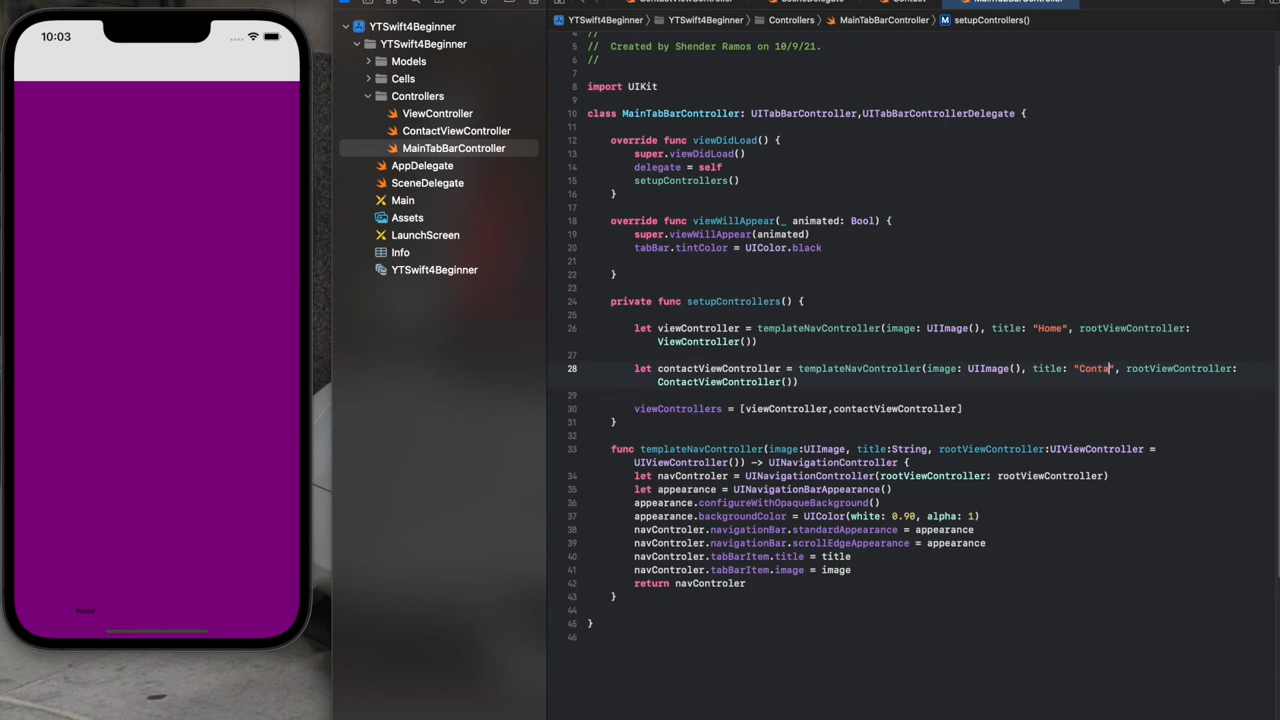 10:03
Home
YTSwift4Beginner
YTSwift4Beginner
Models
Cells
Controllers
ViewController
ContactViewController
MainTabBarController
AppDelegate
SceneDelegate
Main
Assets
LaunchScreen
Info
YTSwift4Beginner
ContactViewController SceneDelegate Contact MainTabBarController
YTSwift4Beginner YTSwift4Beginner Controllers MainTabBarController M setupControllers()
4 //
5 // Created by Shender Ramos on 10/9/21.
6 //
7
8 import UIKit
9
10 class MainTabBarController: UITabBarController,UITabBarControllerDelegate {
11
12 override func viewDidLoad() {
13 super.viewDidLoad()
14 delegate = self
15 setupControllers()
16 }
17
18 override func viewWillAppear(_ animated: Bool) {
19 super.viewWillAppear(animated)
20 tabBar.tintColor = UIColor.black
21
22 }
23
24 private func setupControllers() {
25
26 let viewController = templateNavController(image: UIImage(), title: "Home", rootViewController:
ViewController())
27
28 let contactViewController = templateNavController(image: UIImage(), title: "Conta", rootViewController:
ContactViewController())
29
30 viewControllers = [viewController,contactViewController]
31 }
32
33 func templateNavController(image:UIImage, title:String, rootViewController:UIViewController =
UIViewController()) -> UINavigationController {
34 let navControler = UINavigationController(rootViewController: rootViewController)
35 let appearance = UINavigationBarAppearance()
36 appearance.configureWithOpaqueBackground()
37 appearance.backgroundColor = UIColor(white: 0.90, alpha: 1)
38 navControler.navigationBar.standardAppearance = appearance
39 navControler.navigationBar.scrollEdgeAppearance = appearance
40 navControler.tabBarItem.title = title
41 navControler.tabBarItem.image = image
42 return navControler
43 }
44
45 }
46